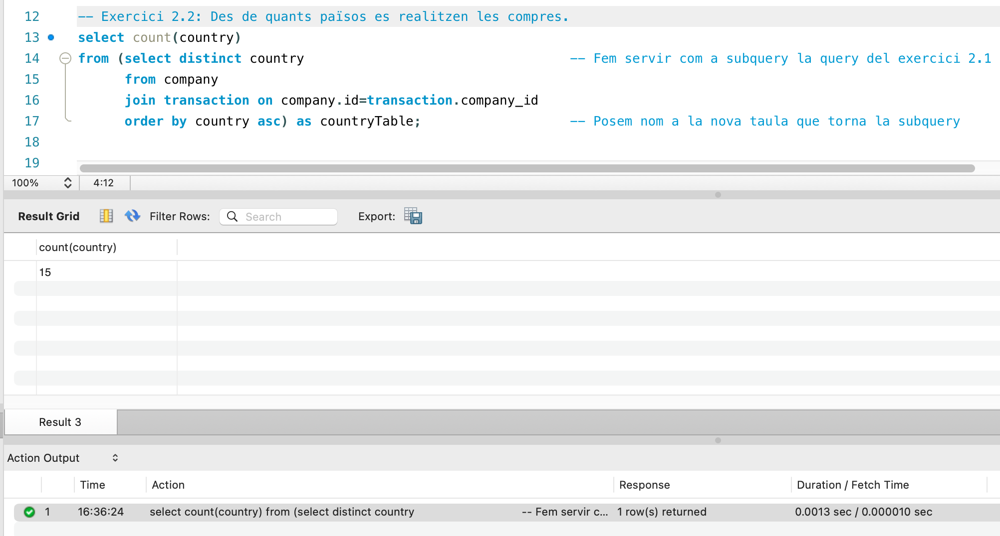 12 -- Exercici 2.2: Des de quants països es realitzen les compres.
13 select count(country)
14 from (select distinct country -- Fem servir com a subquery la query del exercici 2.1
15 from company
16 join transaction on company.id=transaction.company_id
17 order by country asc) as countryTable; -- Posem nom a la nova taula que torna la subquery
18
19
100% 4:12
Result Grid Filter Rows: Search Export:
count(country)
15
Result 3
Action Output
Time Action Response Duration / Fetch Time
1 16:36:24 select count(country) from (select distinct country -- Fem servir c... 1 row(s) returned 0.0013 sec / 0.000010 sec